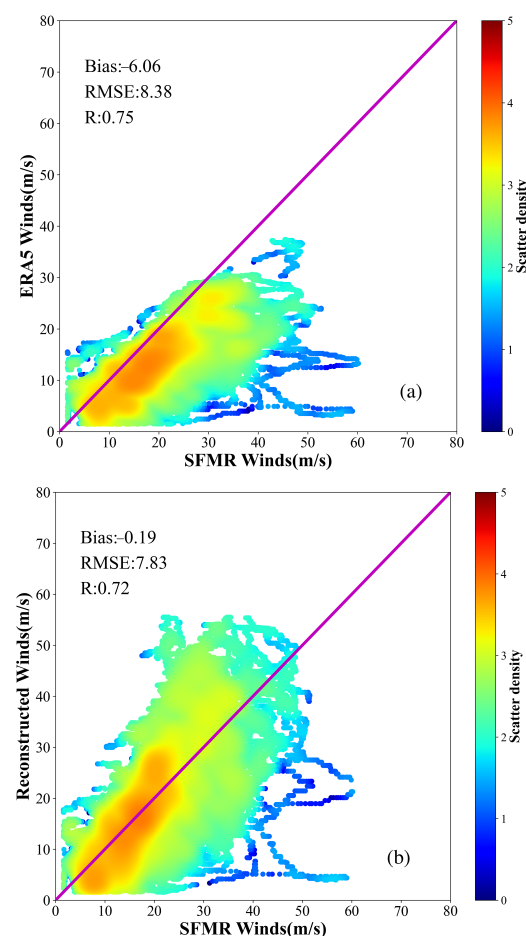 80
70
60
50
40
30
20
10
0
ERA5 Winds(m/s)
Bias:–6.06
RMSE:8.38
R:0.75
(a)
0 10 20 30 40 50 60 70 80
SFMR Winds(m/s)
5
4
3
2
1
0
Scatter density
80
70
60
50
40
30
20
10
0
Reconstructed Winds(m/s)
Bias:–0.19
RMSE:7.83
R:0.72
(b)
0 10 20 30 40 50 60 70 80
SFMR Winds(m/s)
5
4
3
2
1
0
Scatter density